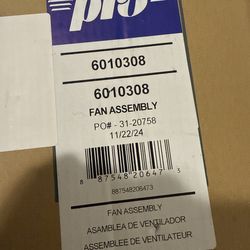 pro
6010308
6010308
FAN ASSEMBLY
PO# - 31-20758
11/22/24
8 87548 20647 3
887548206473
FAN ASSEMBLY
ASAMBLEA DE VENTILADOR
ASSEMBLEE DE VENTILATEUR